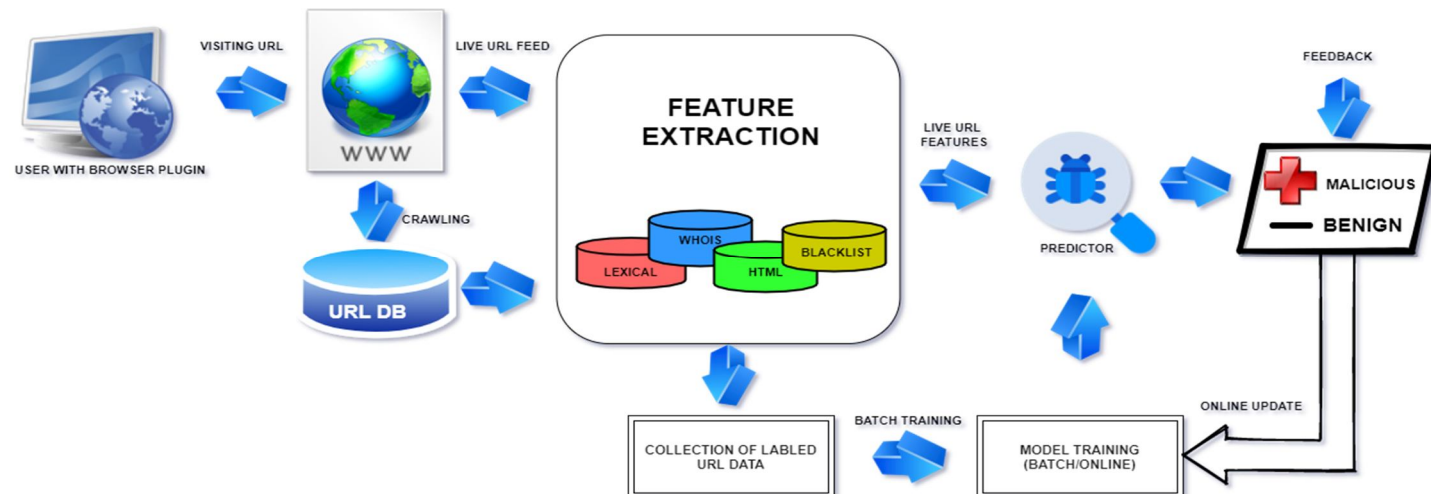 VISITING URL
LIVE URL FEED
WWW
USER WITH BROWSER PLUGIN
CRAWLING
URL DB
FEATURE
EXTRACTION
LEXICAL
WHOIS
HTML
BLACKLIST
LIVE URL
FEATURES
PREDICTOR
FEEDBACK
MALICIOUS
BENIGN
COLLECTION OF LABLED
URL DATA
BATCH TRAINING
MODEL TRAINING
(BATCH/ONLINE)
ONLINE UPDATE